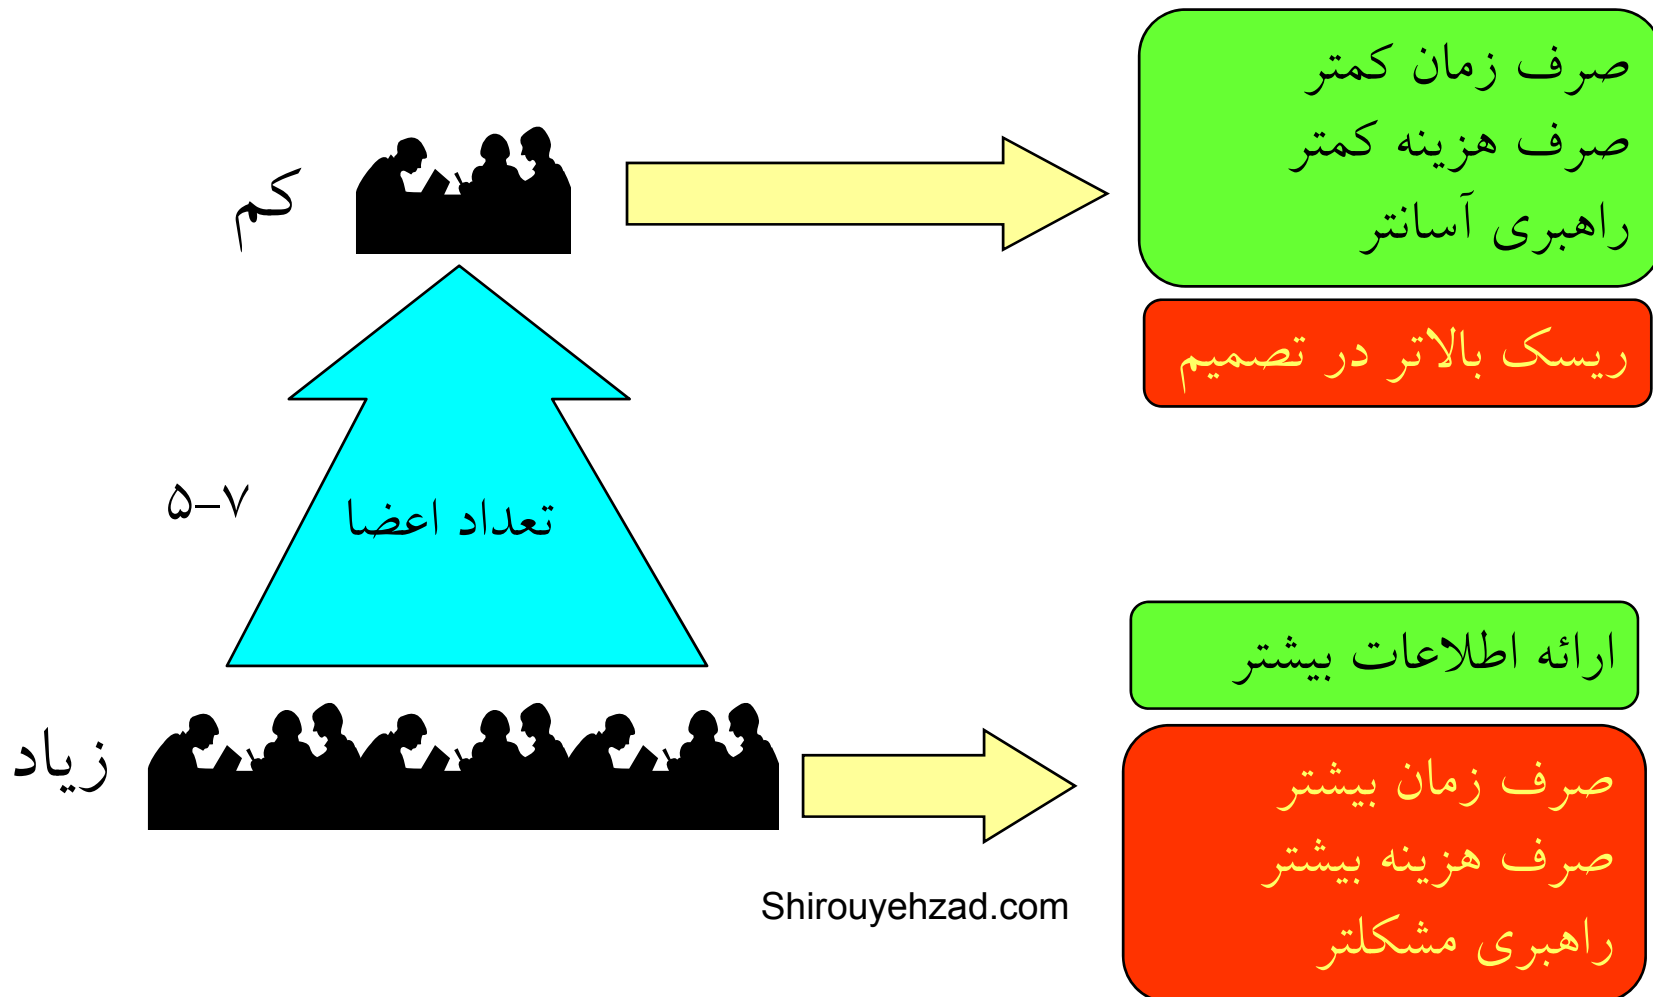 صرف زمان کمتر
صرف هزینه کمتر
راهبری آسانتر
کم
ریسک بالاتر در تصمیم
۵–۷
تعداد اعضا
ارائه اطلاعات بیشتر
زیاد
صرف زمان بیشتر
صرف هزینه بیشتر
راهبری مشکلتر
Shirouyehzad.com